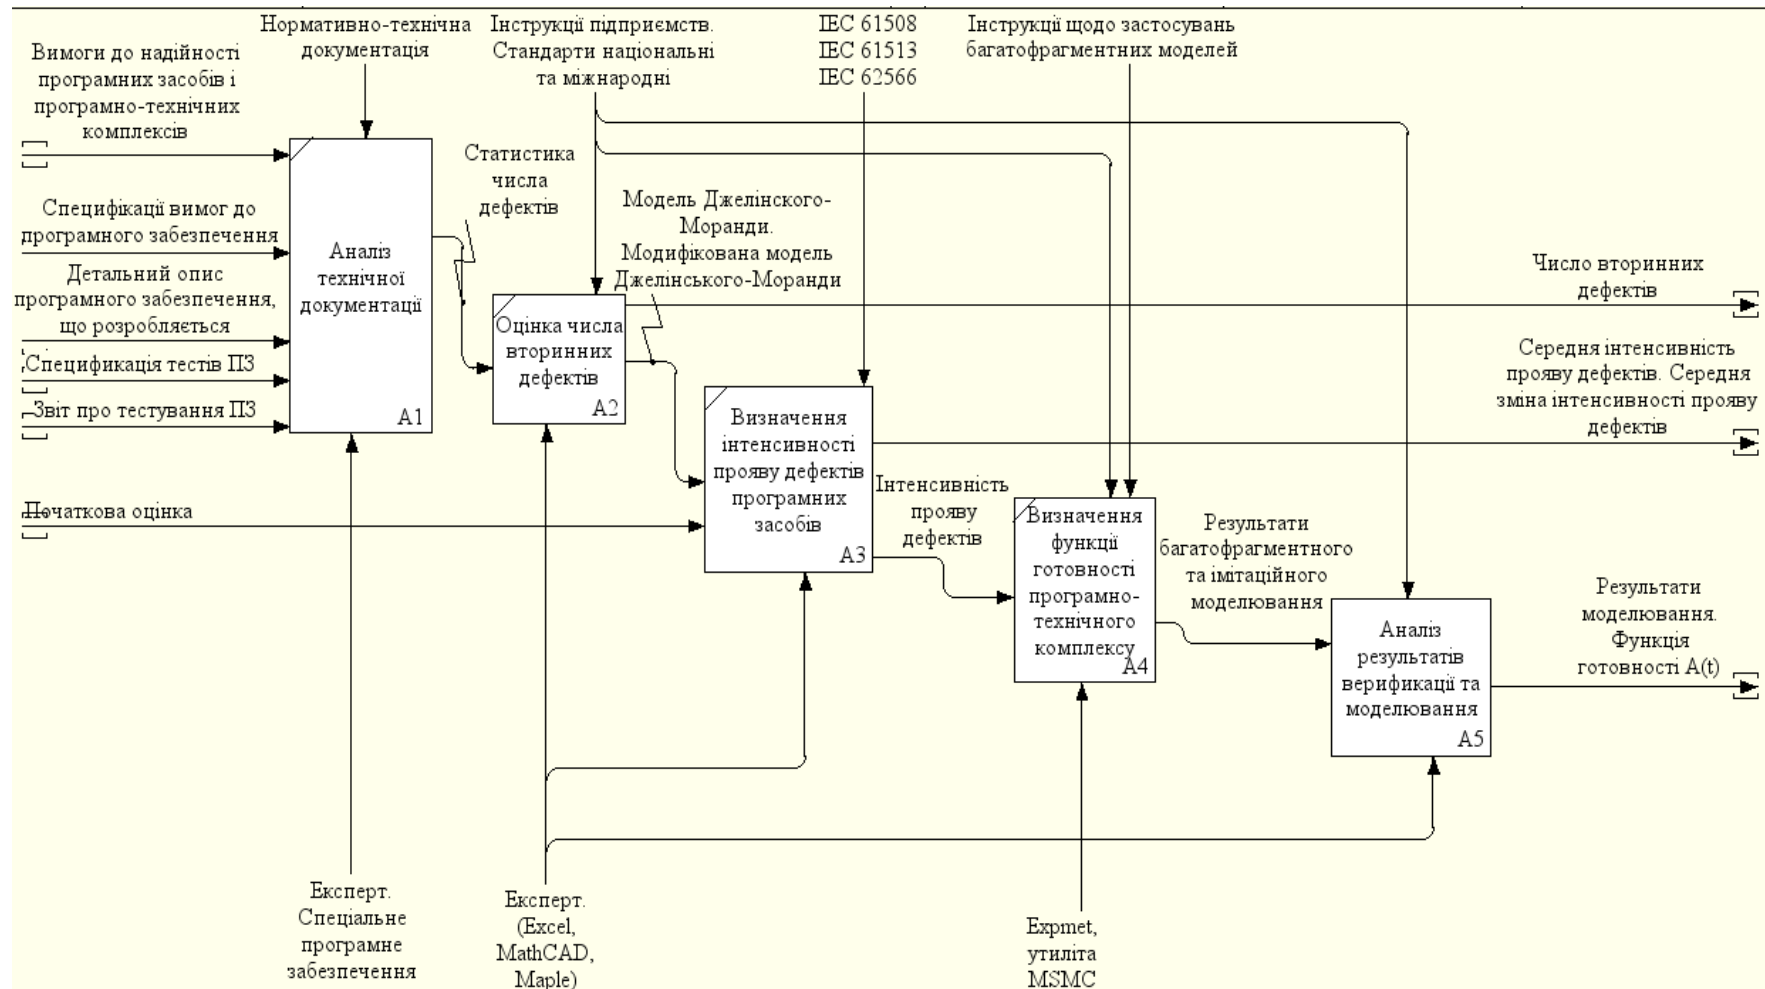 Нормативно-технічна
документація
Інструкції підприємств.
Стандарти національні
та міжнародні
IEC 61508
IEC 61513
IEC 62566
Інструкції щодо застосувань
багатофрагментних моделей
Вимоги до надійності
програмних засобів і
програмно-технічних
комплексів
Специфікації вимог до
програмного забезпечення
Детальний опис
програмного забезпечення,
що розробляється
Спецификація тестів ПЗ
Звіт про тестування ПЗ
Початкова оцінка
Аналіз
технічної
документації
A1
Статистика
числа
дефектів
Оцінка числа
вторинних
дефектів
A2
Модель Джелінского-
Моранди.
Модифікована модель
Джелінського-Моранди
Визначення
інтенсивності
прояву дефектів
програмних
засобів
A3
Інтенсивність
прояву
дефектів
Визначення
функції
готовності
програмно-
технічного
комплексу
A4
Результати
багатофрагментного
та імітаційного
моделювання
Аналіз
результатів
верификації та
моделювання
A5
Число вторинних
дефектів
Середня інтенсивність
прояву дефектів. Середня
зміна інтенсивності прояву
дефектів
Результати
моделювання.
Функція
готовності A(t)
Експерт.
Спеціальне
програмне
забезпечення
Експерт.
(Excel,
MathCAD,
Maple)
Expmet,
утиліта
MSMC